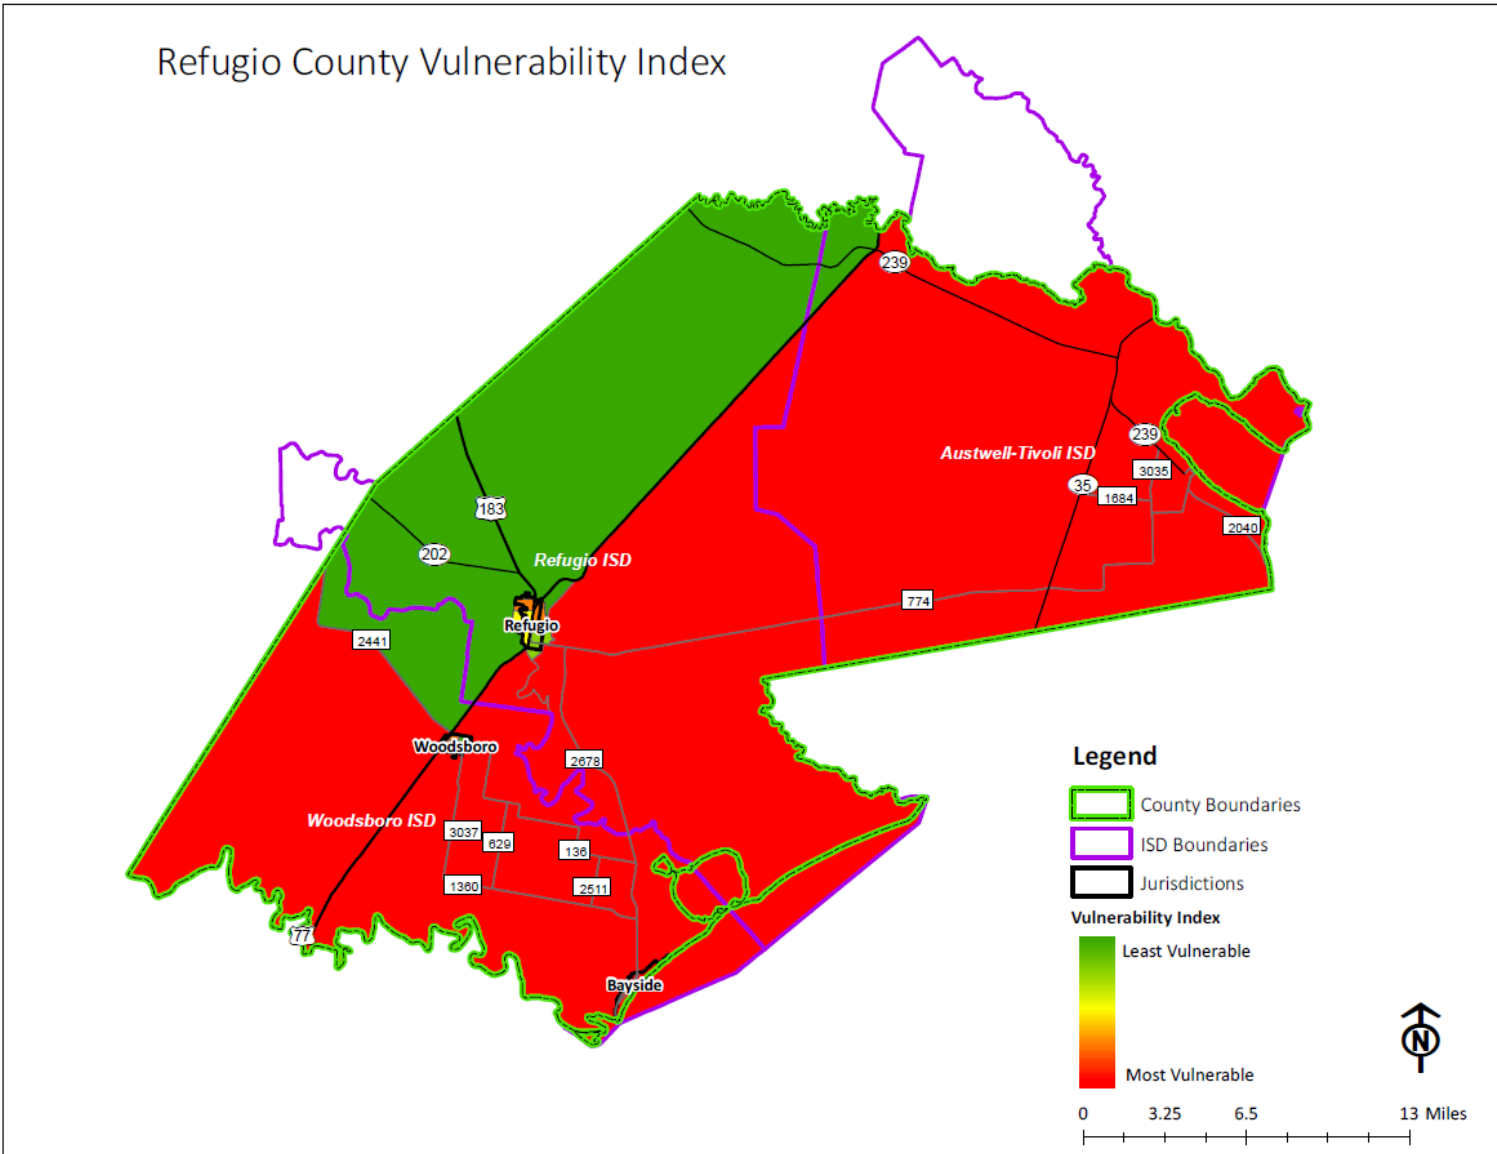 Refugio County Vulnerability Index
239
Austwell-Tivoli ISD
239
3035
35
1684
183
2040
202
Refugio ISD
774
Refugio
2441
Woodsboro
2678
Woodsboro ISD
3037
629
136
1360
2511
77
Bayside
Legend
County Boundaries
ISD Boundaries
Jurisdictions
Vulnerability Index
Least Vulnerable
Most Vulnerable
N
0 3.25 6.5 13 Miles